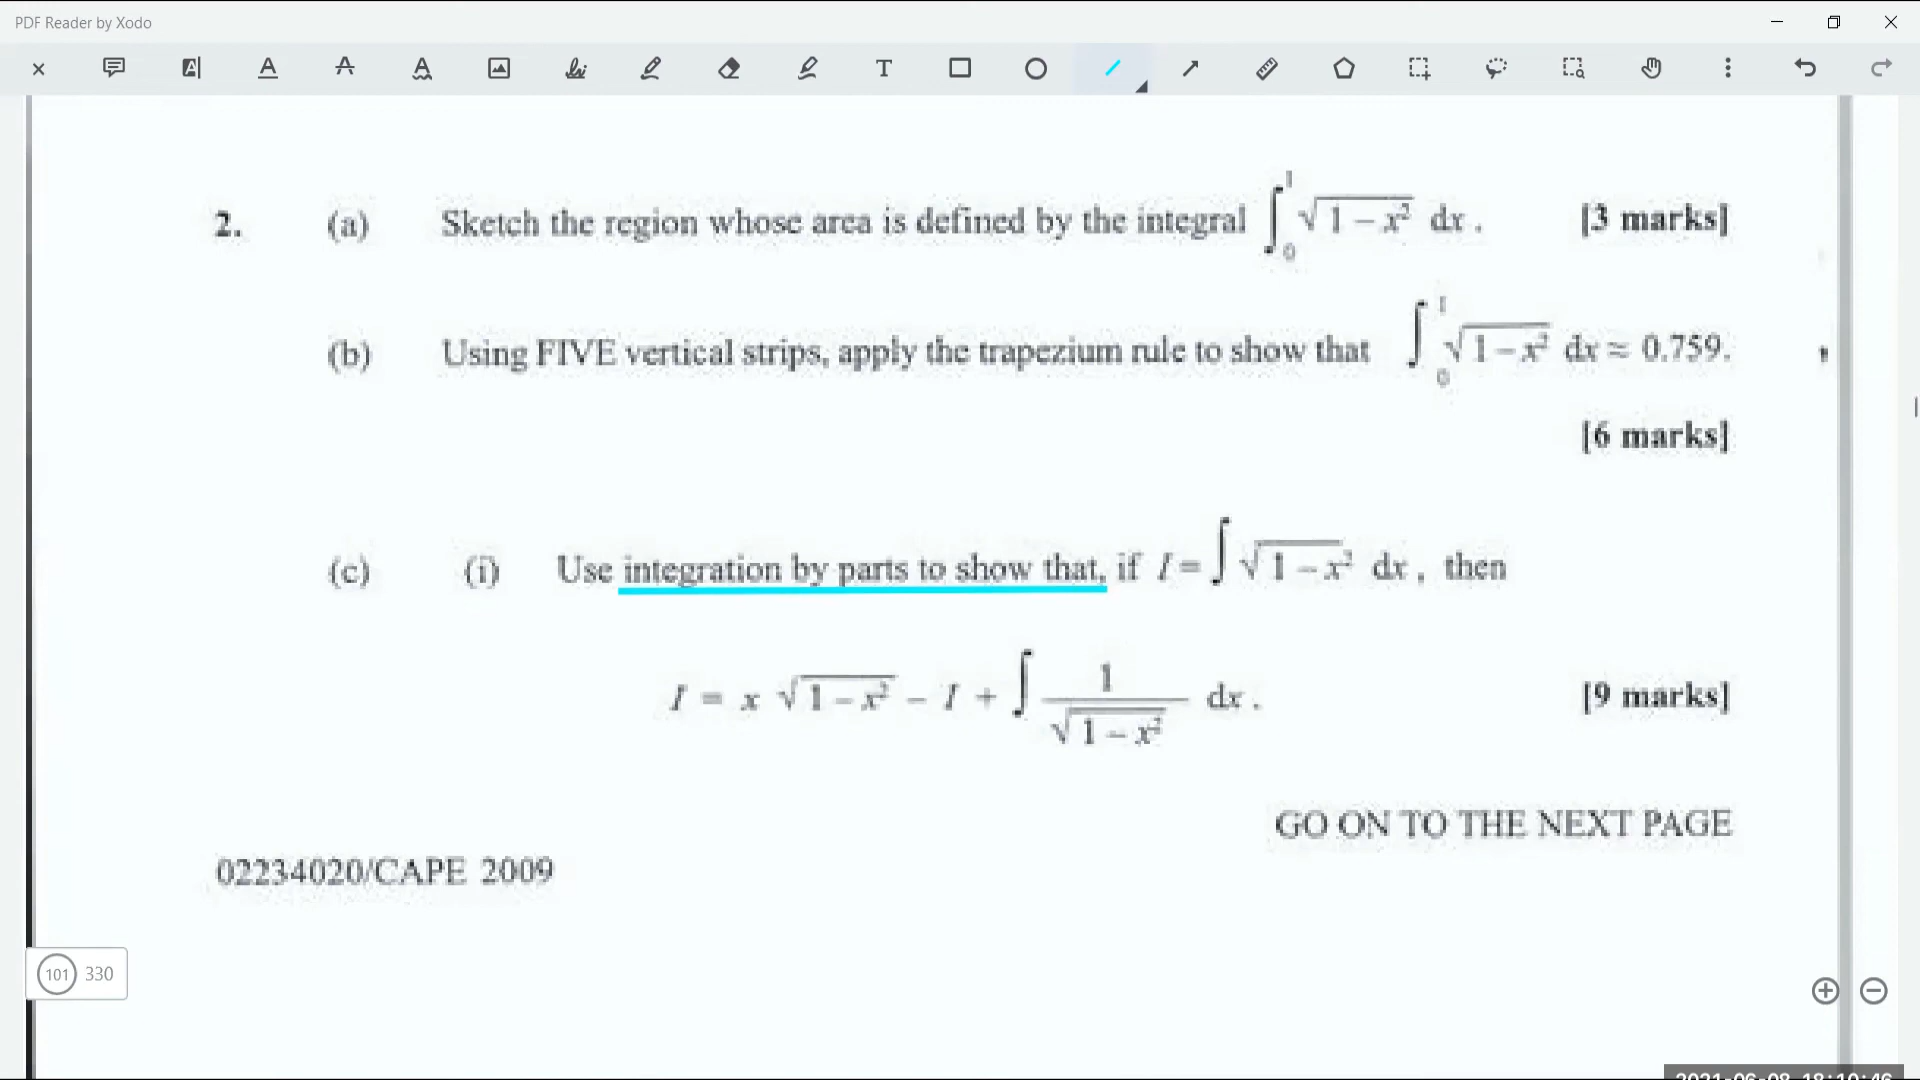 PDF Reader by Xodo
2. (a) Sketch the region whose area is defined by the integral ∫₀¹ √(1 – x²) dx . [3 marks]
(b) Using FIVE vertical strips, apply the trapezium rule to show that ∫₀¹ √(1 – x²) dx ≈ 0.759.
[6 marks]
(c) (i) Use integration by parts to show that, if I = ∫ √(1 – x²) dx , then
I = x √(1 – x²) – I + ∫ 1/√(1 – x²) dx . [9 marks]
GO ON TO THE NEXT PAGE
02234020/CAPE 2009
101 330